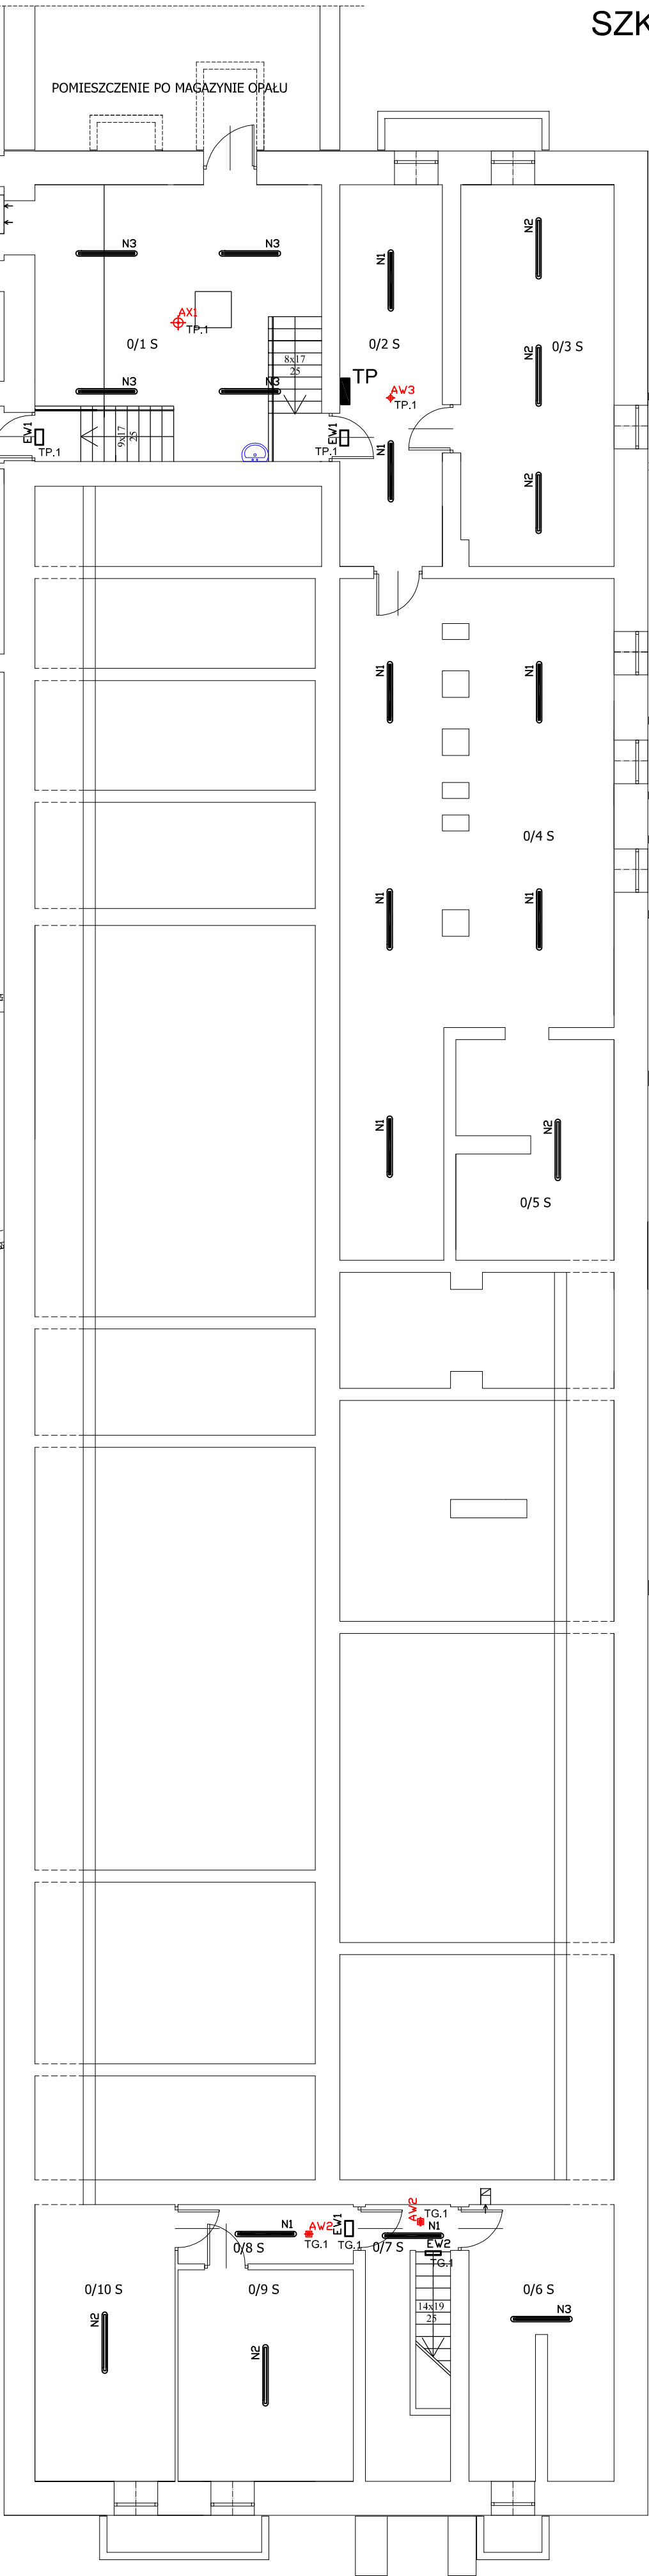 SZK
POMIESZCZENIE PO MAGAZYNIE OPAŁU
N3
N3
N1
N2
AX1
TP.1
0/1 S
0/2 S
0/3 S
N2
8x17
25
TP
N3
N3
AW3
TP.1
EW1
TP.1
9x17
25
EW1
TP.1
N1
N2
N1
N1
0/4 S
N1
N1
N1
N2
0/5 S
N1
AW2
TG.1
EW1
TG.1
AW2
TG.1
N1
EW2
TG.1
0/8 S
0/7 S
0/10 S
0/9 S
0/6 S
N2
N2
14x19
25
N3